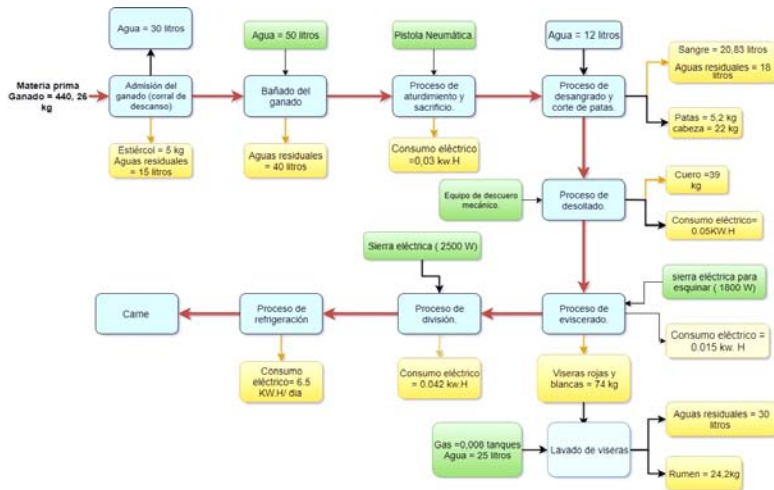 Agua = 30 litros
Agua = 50 litros
Pistola Neumática.
Agua = 12 litros
Sangre = 20,83 litros
Aguas residuales = 18
litros
Materia prima
Ganado = 440, 26
kg
Admisión del
ganado (corral de
descanso)
Bañado del
ganado
Proceso de
aturdimiento y
sacrificio.
Proceso de
desangrado y
corte de patas.
Patas = 5,2 kg
cabeza = 22 kg
Estiércol = 5 kg
Aguas residuales
= 15 litros
Aguas residuales =
40 litros
Consumo eléctrico
=0,03 kw.H
Equipo de descuero
mecánico.
Proceso de
desollado.
Cuero =39
kg
Consumo eléctrico=
0.05KW.H
Sierra eléctrica ( 2500 W)
sierra eléctrica para
esquinar ( 1800 W)
Carne
Proceso de
refrigeración
Proceso de
división.
Proceso de
eviscerado.
Consumo eléctrico =
0.015 kw. H
Consumo
eléctrico= 6.5
KW.H/ dia
Consumo eléctrico
= 0.042 kw.H
Viseras rojas y
blancas = 74 kg
Gas =0,008 tanques
Agua = 25 litros
Lavado de viseras
Aguas residuales = 30
litros
Rumen = 24,2kg